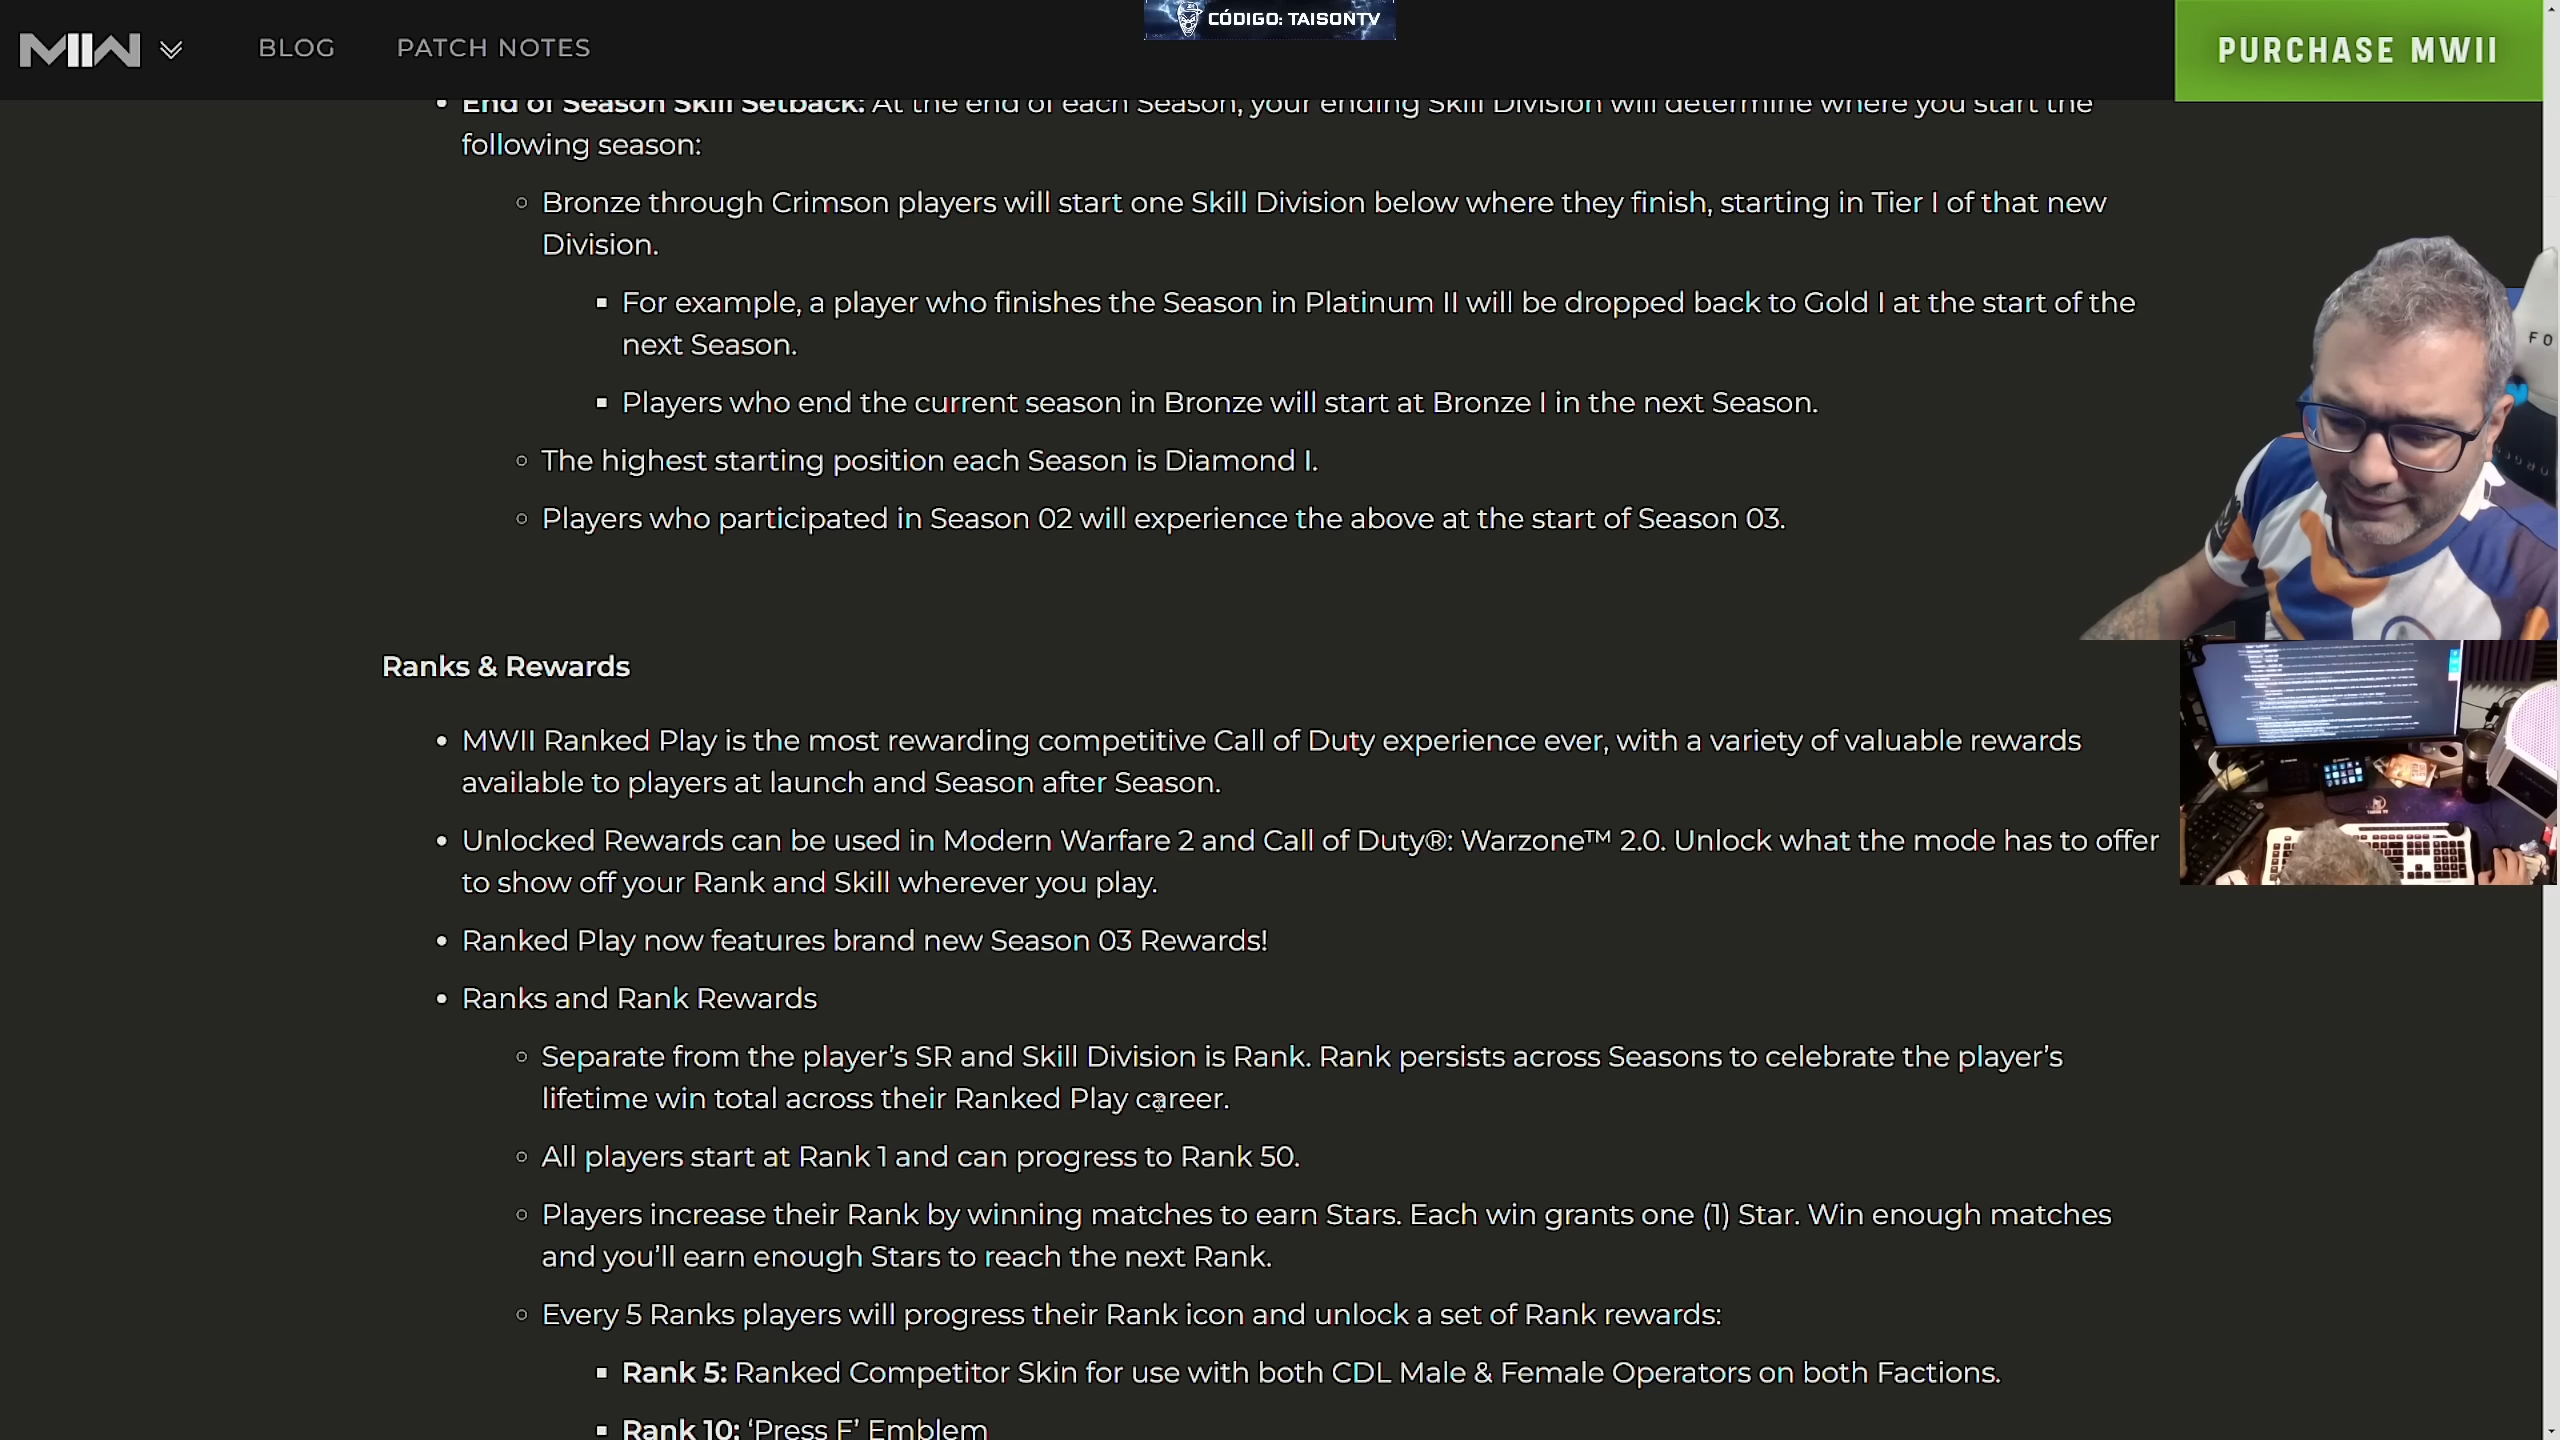 MW
BLOG
PATCH NOTES
CÓDIGO: TAISONTV
PURCHASE MWII
• End of Season Skill Setback: At the end of each Season, your ending Skill Division will determine where you start the
following season:
○ Bronze through Crimson players will start one Skill Division below where they finish, starting in Tier I of that new
Division.
▪ For example, a player who finishes the Season in Platinum II will be dropped back to Gold I at the start of the
next Season.
▪ Players who end the current season in Bronze will start at Bronze I in the next Season.
○ The highest starting position each Season is Diamond I.
○ Players who participated in Season 02 will experience the above at the start of Season 03.
FO
Ranks & Rewards
• MWII Ranked Play is the most rewarding competitive Call of Duty experience ever, with a variety of valuable rewards
available to players at launch and Season after Season.
• Unlocked Rewards can be used in Modern Warfare 2 and Call of Duty®: Warzone™ 2.0. Unlock what the mode has to offer
to show off your Rank and Skill wherever you play.
• Ranked Play now features brand new Season 03 Rewards!
• Ranks and Rank Rewards
○ Separate from the player’s SR and Skill Division is Rank. Rank persists across Seasons to celebrate the player’s
lifetime win total across their Ranked Play career.
○ All players start at Rank 1 and can progress to Rank 50.
○ Players increase their Rank by winning matches to earn Stars. Each win grants one (1) Star. Win enough matches
and you’ll earn enough Stars to reach the next Rank.
○ Every 5 Ranks players will progress their Rank icon and unlock a set of Rank rewards:
▪ Rank 5: Ranked Competitor Skin for use with both CDL Male & Female Operators on both Factions.
▪ Rank 10: ‘Press F’ Emblem